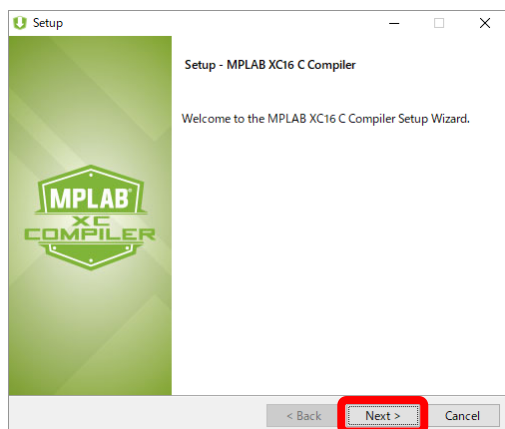 Setup
Setup - MPLAB XC16 C Compiler
Welcome to the MPLAB XC16 C Compiler Setup Wizard.
MPLAB®
XC
COMPILER
< Back
Next >
Cancel